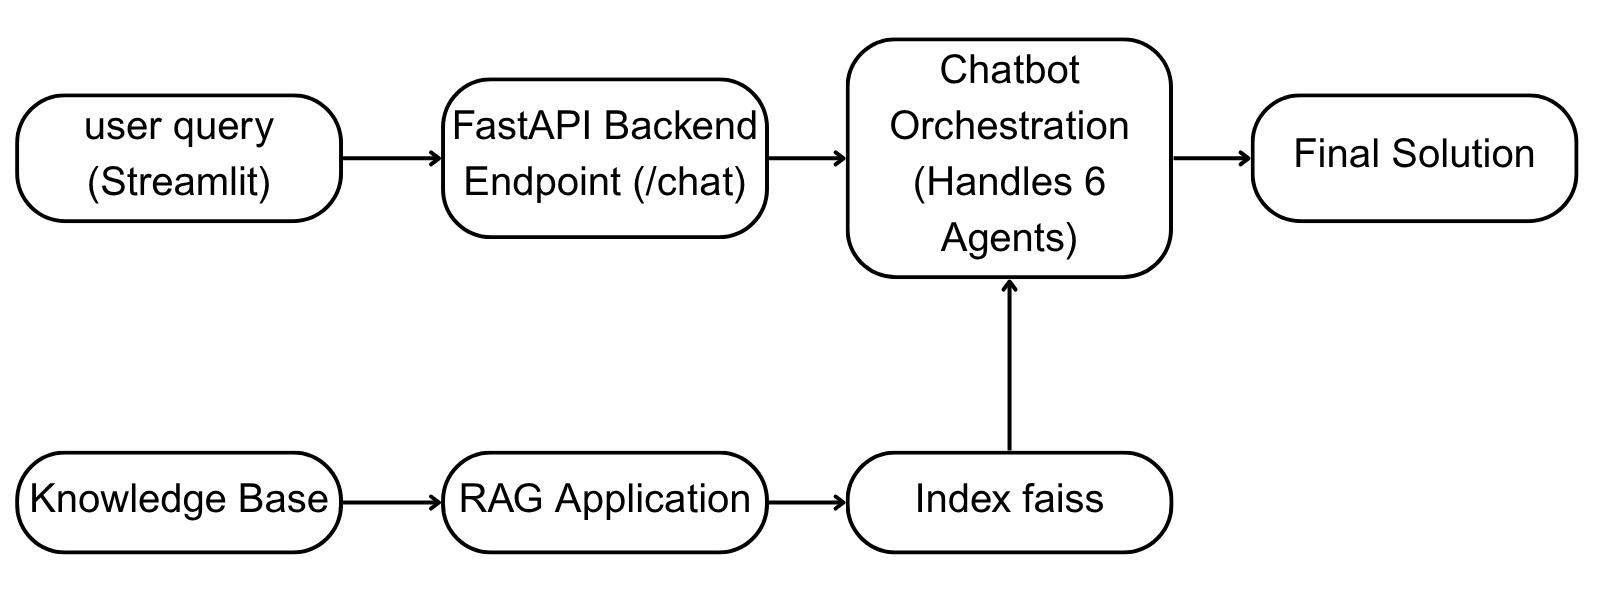 user query
(Streamlit)
FastAPI Backend
Endpoint (/chat)
Chatbot
Orchestration
(Handles 6
Agents)
Final Solution
Knowledge Base
RAG Application
Index faiss